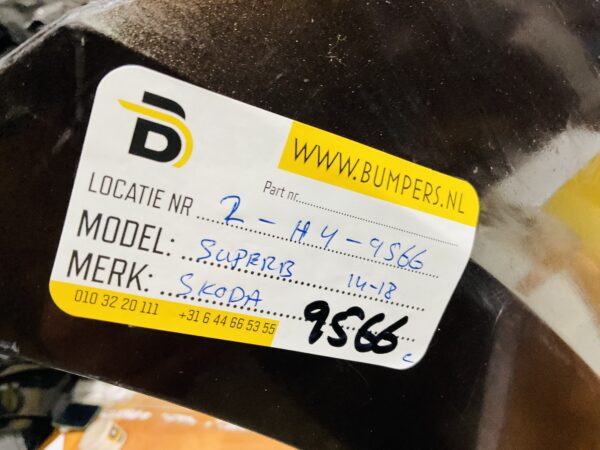 B
WWW.BUMPERS.NL
Part nr.
LOCATIE NR 2-H4-9566
MODEL: SUPERB 14-18
MERK: SKODA
9566 c
010 32 20 111 +31 6 44 66 53 55